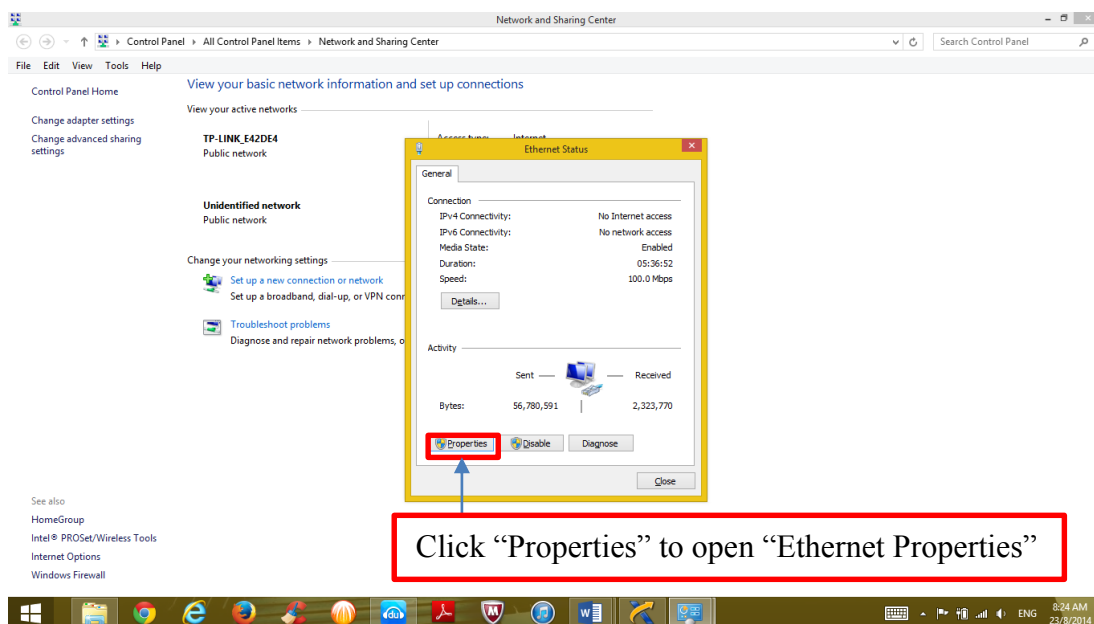 Network and Sharing Center
Control Panel All Control Panel Items Network and Sharing Center
Search Control Panel
File Edit View Tools Help
Control Panel Home
Change adapter settings
Change advanced sharing
settings
View your basic network information and set up connections
View your active networks
TP-LINK_E42DE4
Public network
Access type: Internet
Unidentified network
Public network
Change your networking settings
Set up a new connection or network
Set up a broadband, dial-up, or VPN conn
Troubleshoot problems
Diagnose and repair network problems, o
Ethernet Status
General
Connection
IPv4 Connectivity: No Internet access
IPv6 Connectivity: No network access
Media State: Enabled
Duration: 05:36:52
Speed: 100.0 Mbps
Details...
Activity
Sent — — Received
Bytes: 56,780,591 2,323,770
Properties Disable Diagnose
Close
Click “Properties” to open “Ethernet Properties”
See also
HomeGroup
Intel® PROSet/Wireless Tools
Internet Options
Windows Firewall
du
W
ENG
8:24 AM
23/8/2014